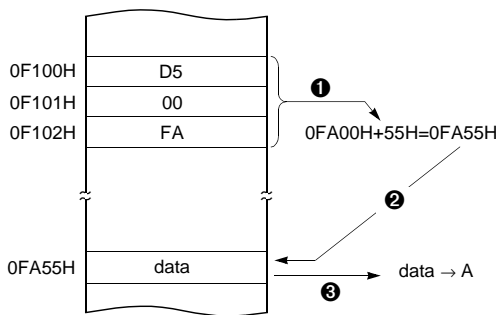 0F100H D5
0F101H 00
0F102H FA
❶
0FA00H+55H=0FA55H
❷
0FA55H data
❸
data → A